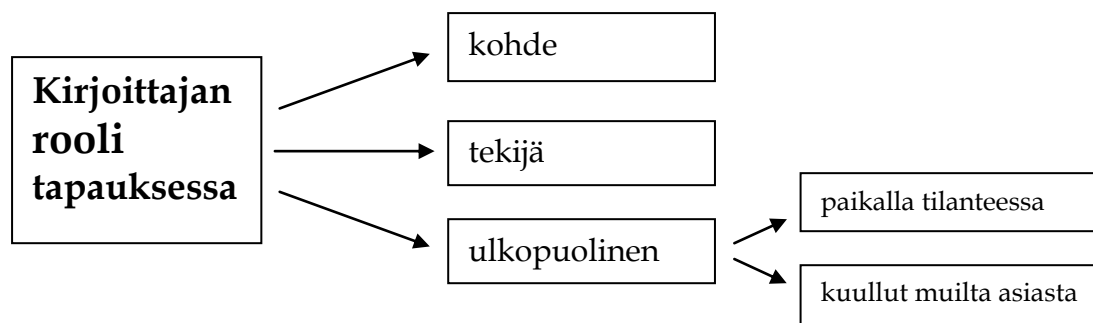 Kirjoittajan
rooli
tapauksessa
kohde
tekijä
ulkopuolinen
paikalla tilanteessa
kuullut muilta asiasta